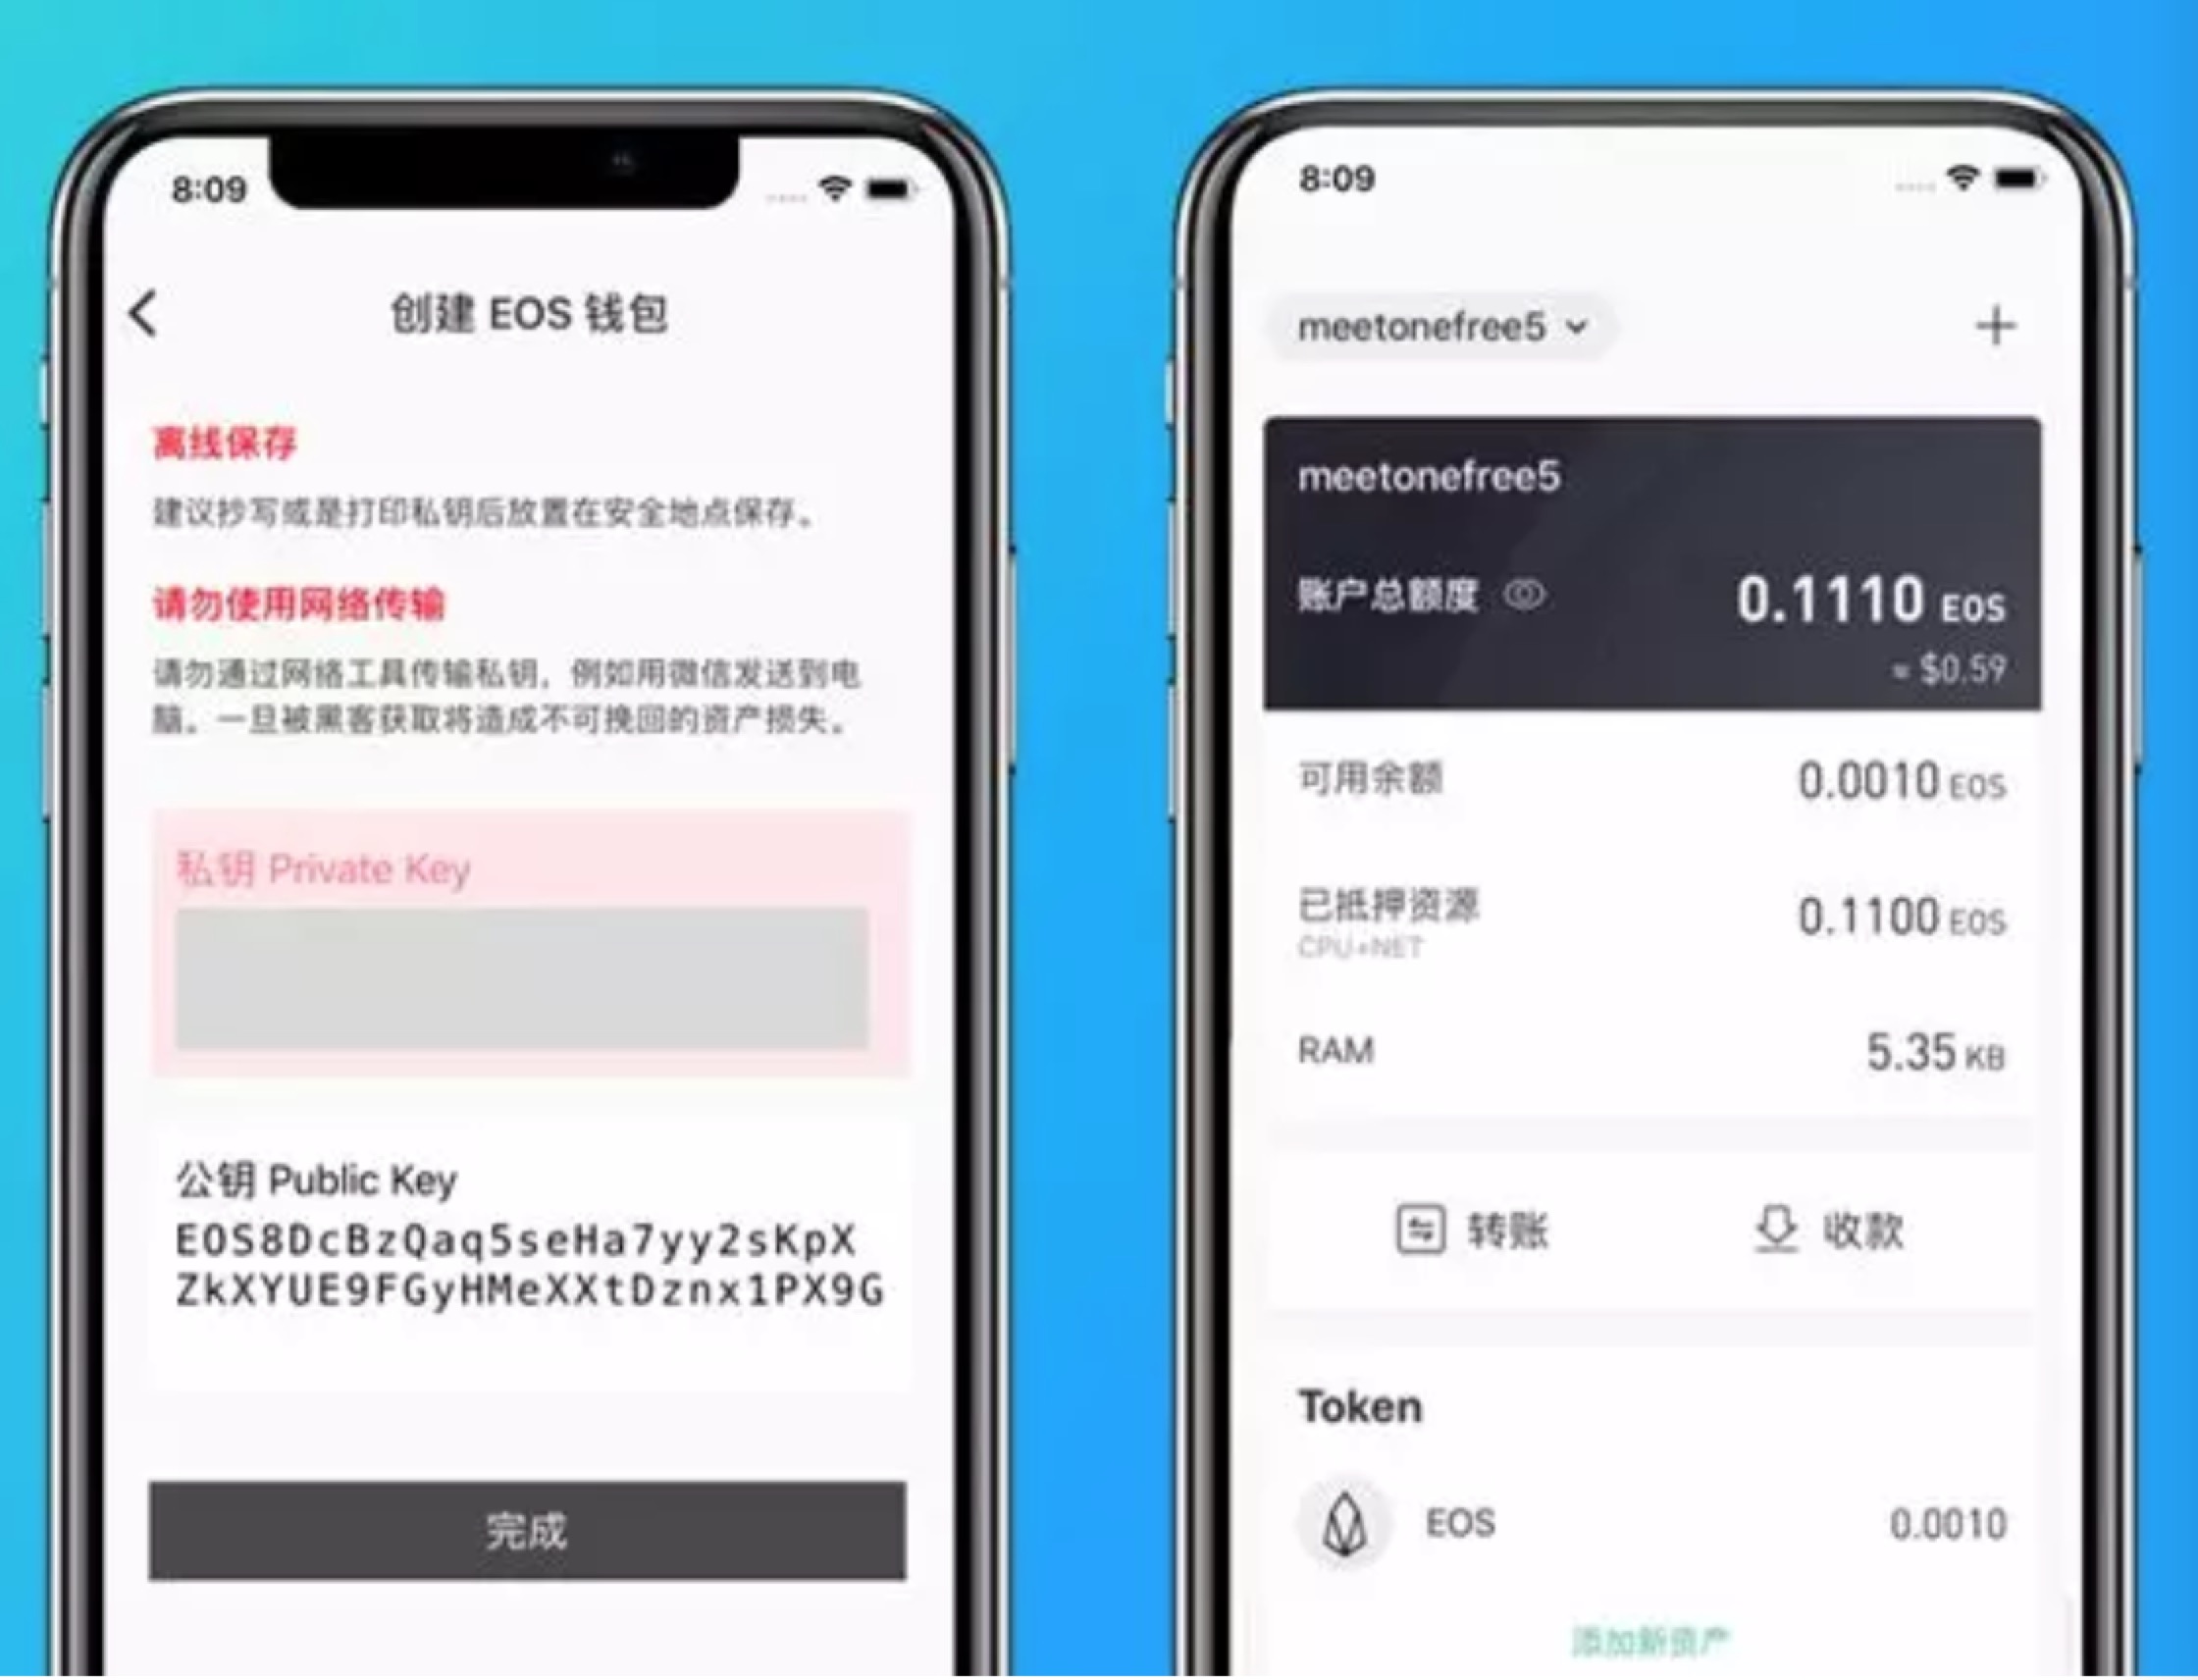 8:09
创建 EOS 钱包
离线保存
建议抄写或是打印私钥后放置在安全地点保存。
请勿使用网络传输
请勿通过网络工具传输私钥，例如用微信发送到电
脑。一旦被黑客获取将造成不可挽回的资产损失。
私钥 Private Key
公钥 Public Key
EOS8DcBzQaq5seHa7yy2sKpX
ZkXYUE9FGyHMeXXtDznx1PX9G
完成
8:09
meetonefree5
meetonefree5
账户总额度 0.1110 EOS
≈ $0.59
可用余额 0.0010 EOS
已抵押资源 0.1100 EOS
CPU+NET
RAM 5.35 KB
转账 收款
Token
EOS 0.0010
添加新资产